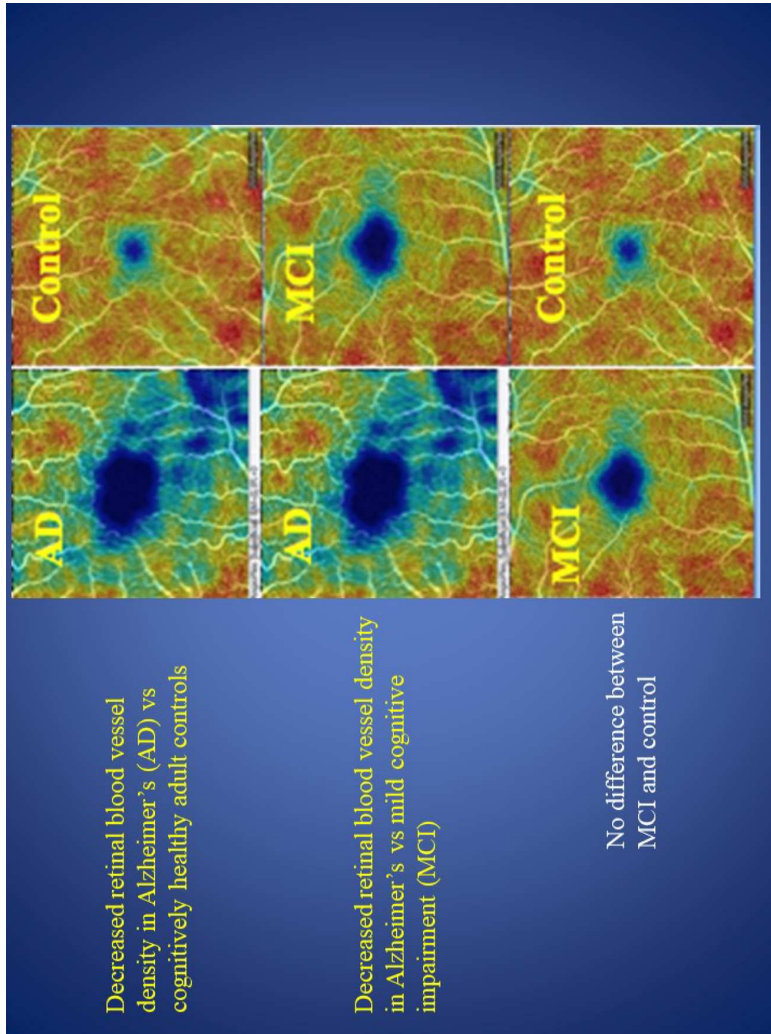 Decreased retinal blood vessel
density in Alzheimer's (AD) vs
cognitively healthy adult controls
AD
Control
Decreased retinal blood vessel density
in Alzheimer's vs mild cognitive
impairment (MCI)
AD
MCI
No difference between
MCI and control
MCI
Control